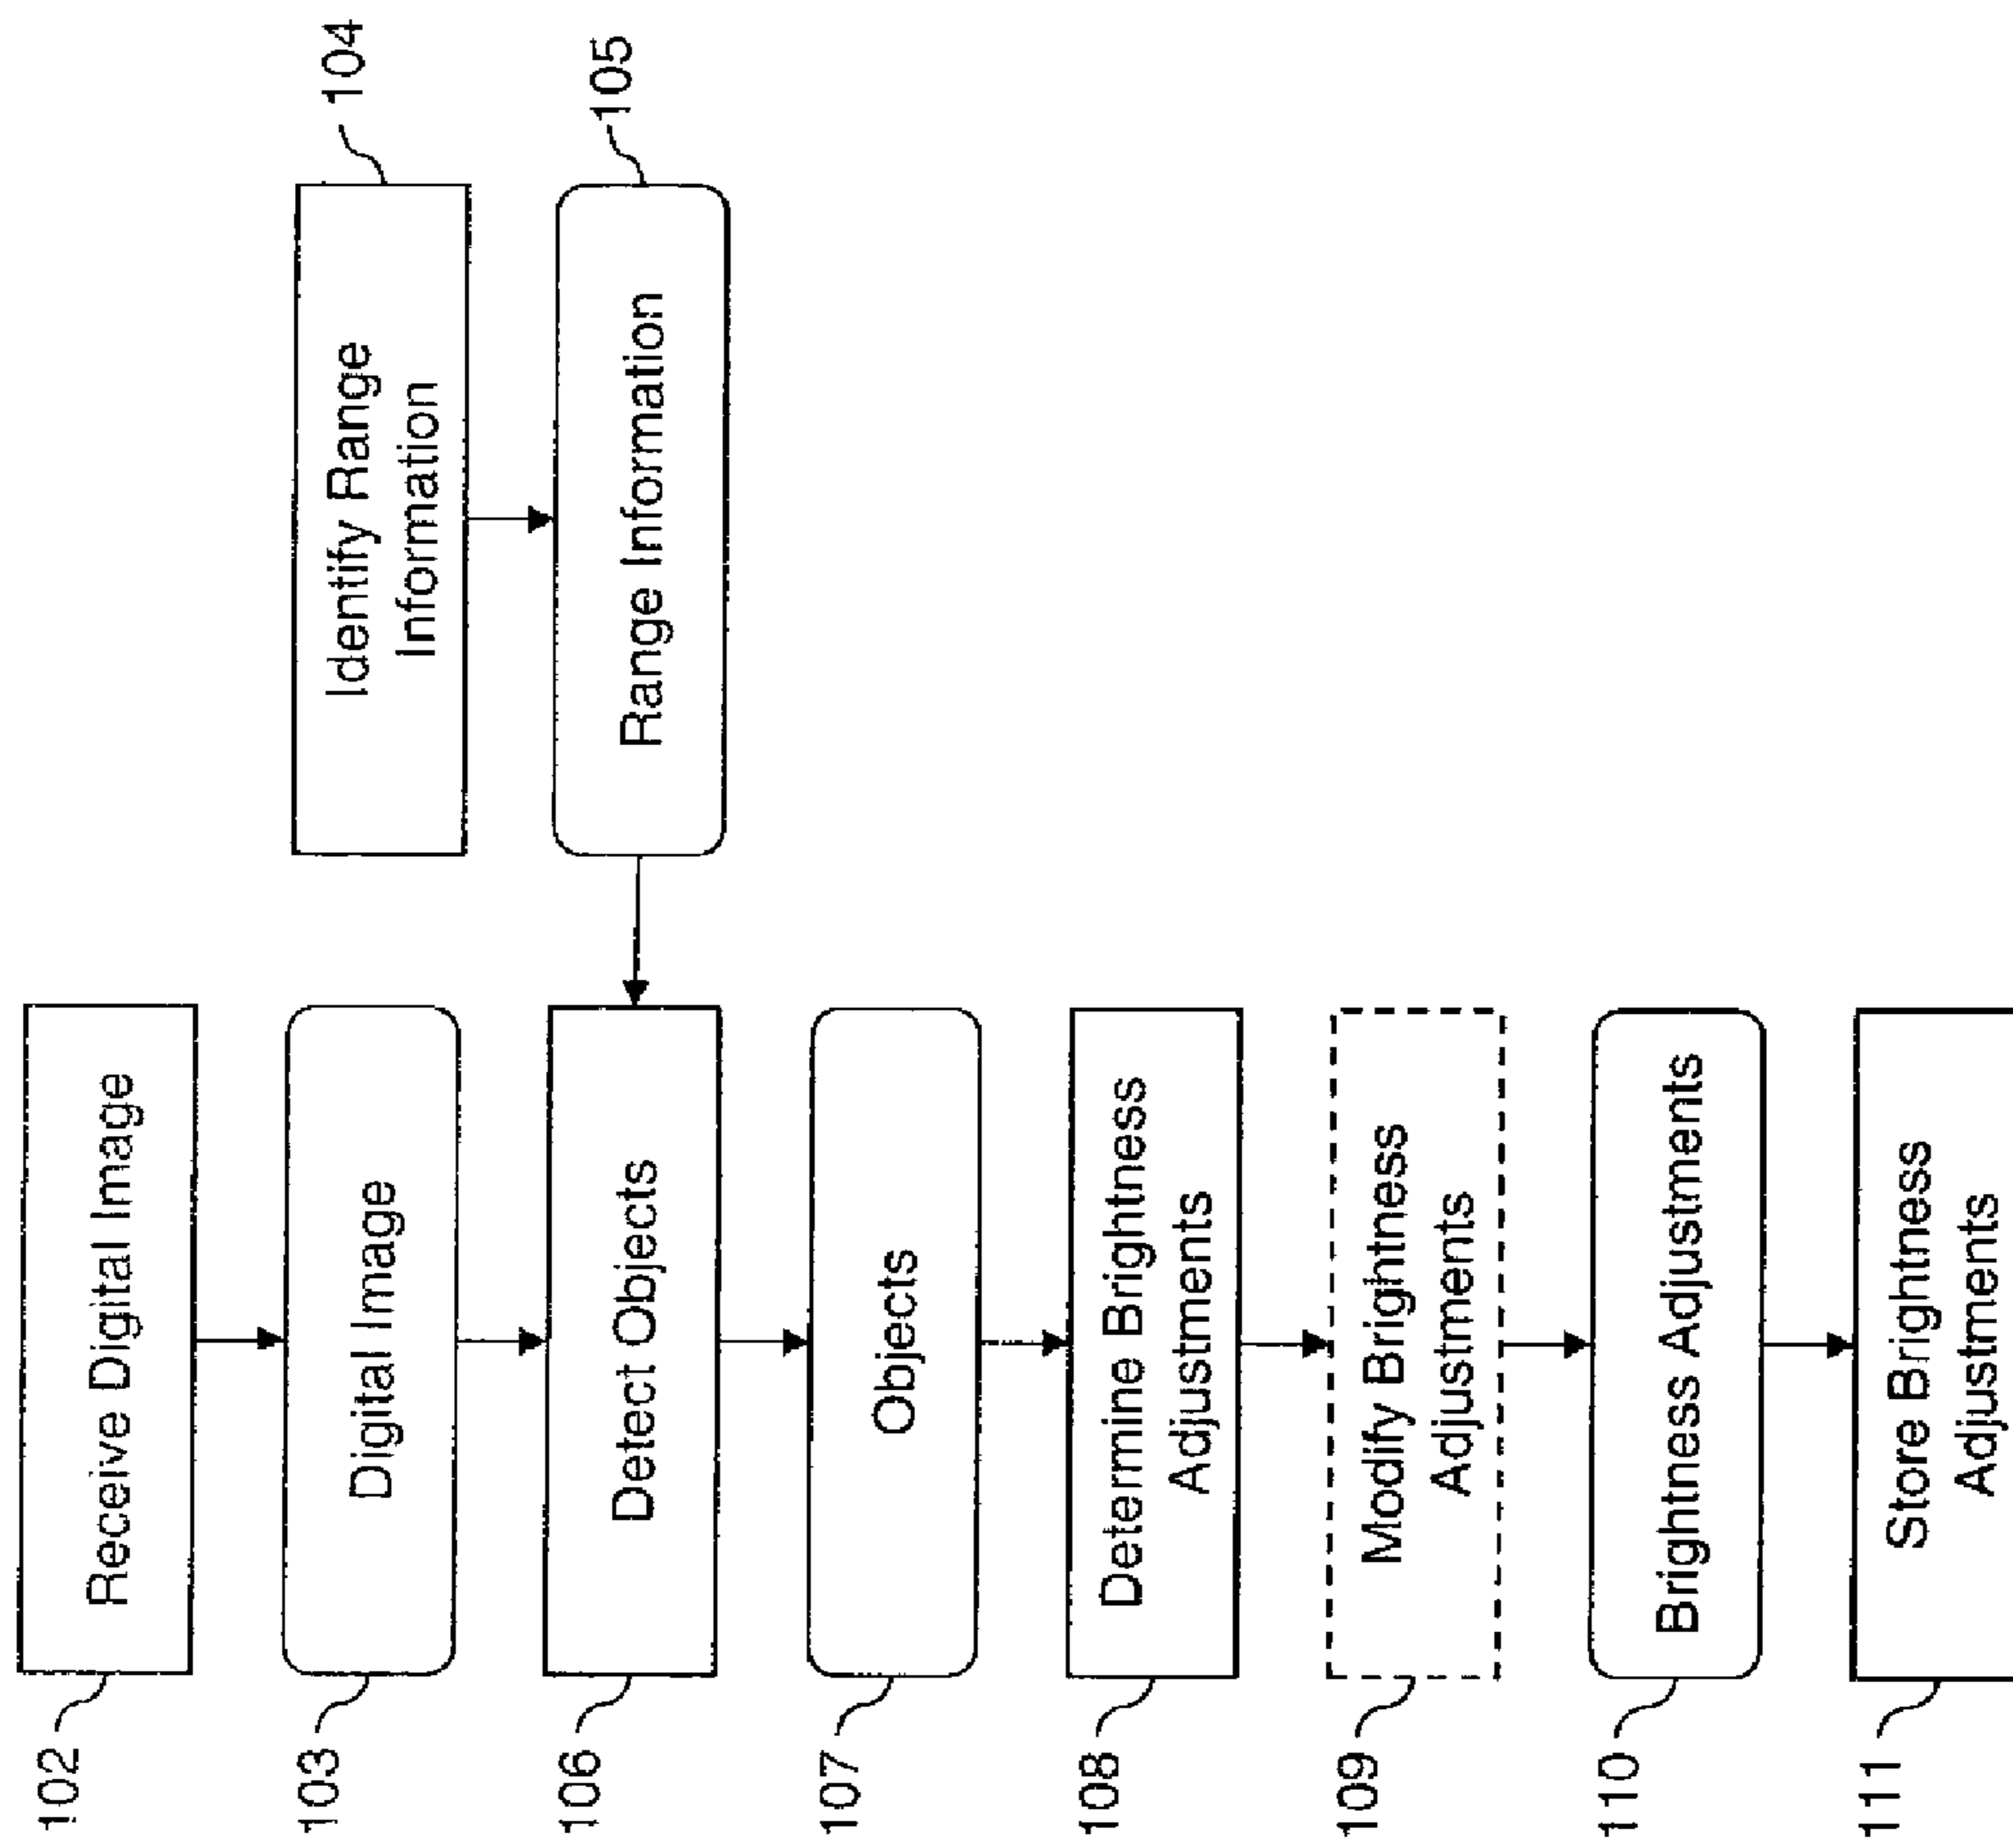 102
Receive Digital Image
103
Digital Image
104
Identify Range
Information
105
Range Information
106
Detect Objects
107
Objects
108
Determine Brightness
Adjustments
109
Modify Brightness
Adjustments
110
Brightness Adjustments
111
Store Brightness
Adjustments